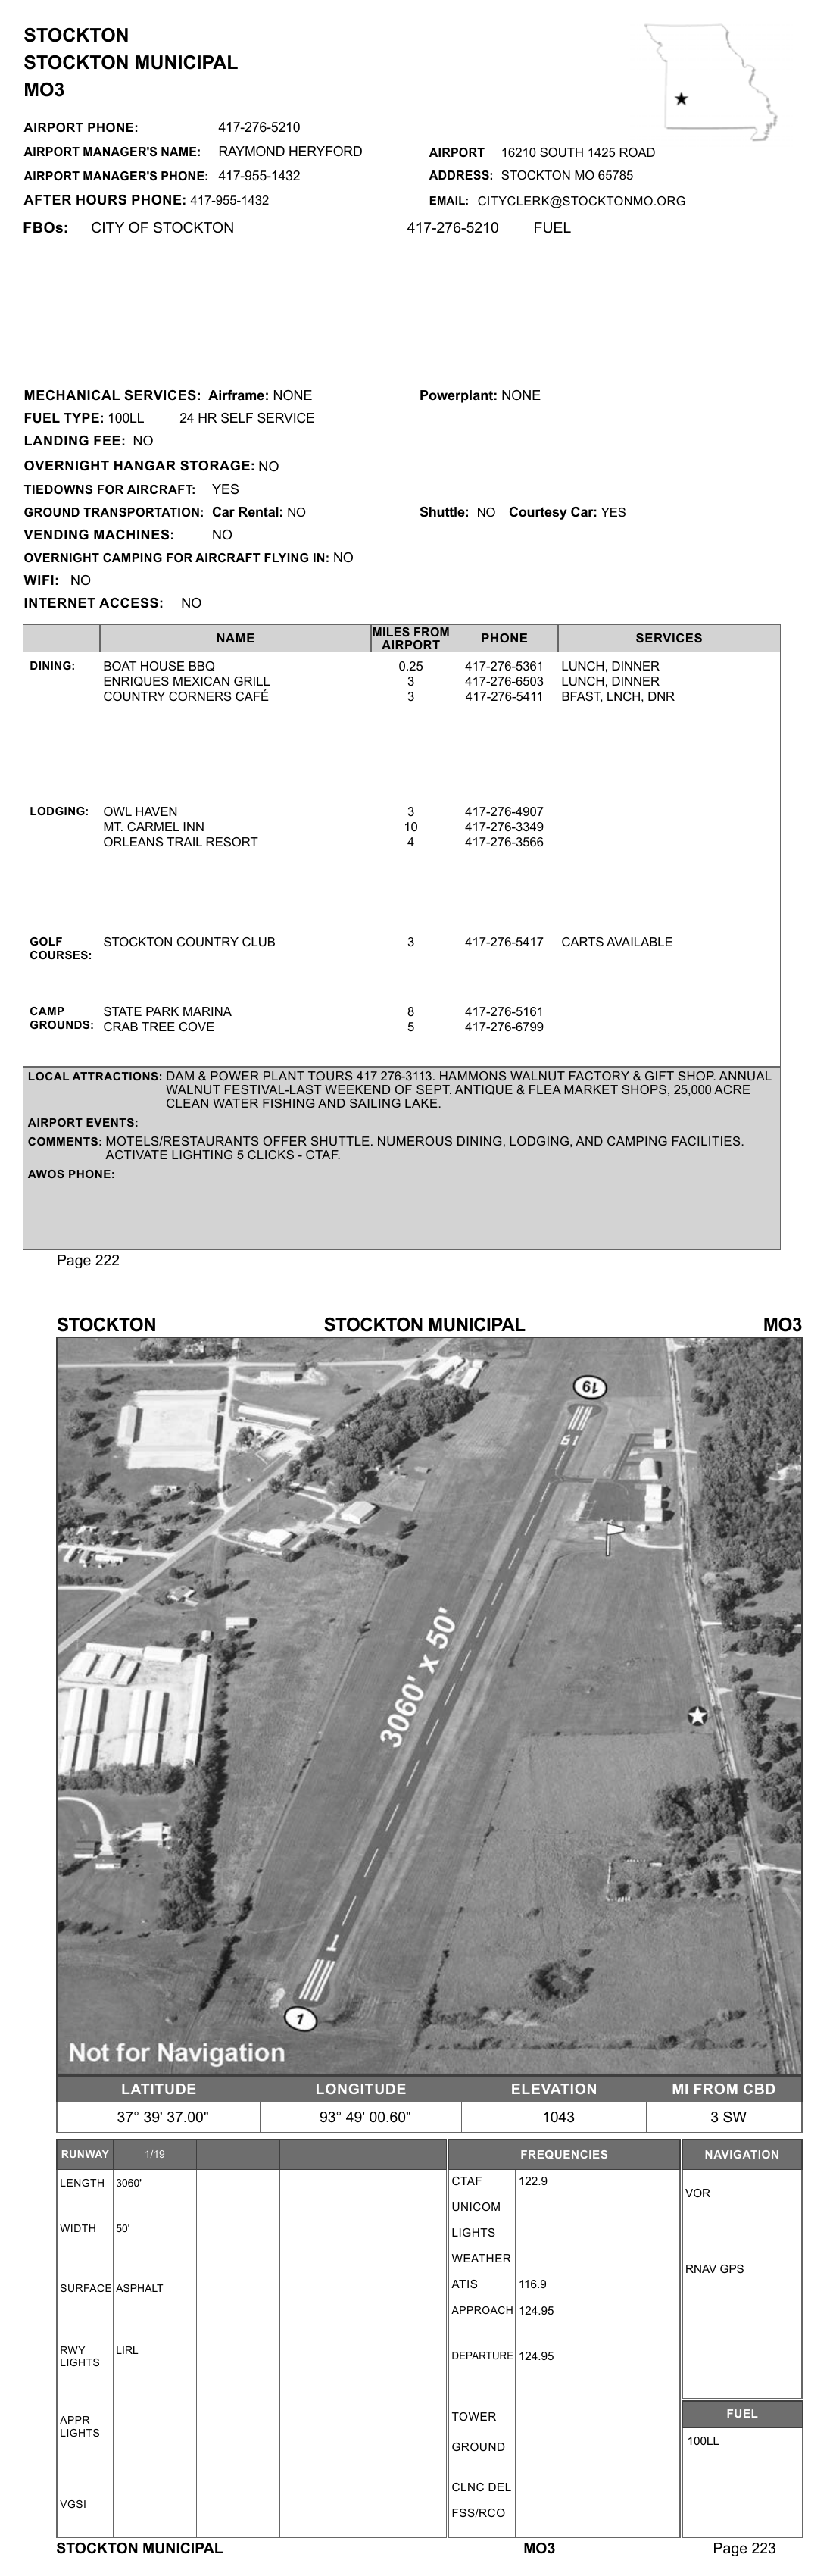 STOCKTON
STOCKTON MUNICIPAL
MO3
AIRPORT PHONE: 417-276-5210
AIRPORT MANAGER'S NAME: RAYMOND HERYFORD AIRPORT 16210 SOUTH 1425 ROAD
AIRPORT MANAGER'S PHONE: 417-955-1432 ADDRESS: STOCKTON MO 65785
AFTER HOURS PHONE: 417-955-1432 EMAIL: CITYCLERK@STOCKTONMO.ORG
FBOs: CITY OF STOCKTON 417-276-5210 FUEL
MECHANICAL SERVICES: Airframe: NONE Powerplant: NONE
FUEL TYPE: 100LL 24 HR SELF SERVICE
LANDING FEE: NO
OVERNIGHT HANGAR STORAGE: NO
TIEDOWNS FOR AIRCRAFT: YES
GROUND TRANSPORTATION: Car Rental: NO Shuttle: NO Courtesy Car: YES
VENDING MACHINES: NO
OVERNIGHT CAMPING FOR AIRCRAFT FLYING IN: NO
WIFI: NO
INTERNET ACCESS: NO
NAME MILES FROM AIRPORT PHONE SERVICES
DINING: BOAT HOUSE BBQ 0.25 417-276-5361 LUNCH, DINNER
ENRIQUES MEXICAN GRILL 3 417-276-6503 LUNCH, DINNER
COUNTRY CORNERS CAFÉ 3 417-276-5411 BFAST, LNCH, DNR
LODGING: OWL HAVEN 3 417-276-4907
MT. CARMEL INN 10 417-276-3349
ORLEANS TRAIL RESORT 4 417-276-3566
GOLF COURSES: STOCKTON COUNTRY CLUB 3 417-276-5417 CARTS AVAILABLE
CAMP GROUNDS: STATE PARK MARINA 8 417-276-5161
CRAB TREE COVE 5 417-276-6799
LOCAL ATTRACTIONS: DAM & POWER PLANT TOURS 417 276-3113. HAMMONS WALNUT FACTORY & GIFT SHOP. ANNUAL
WALNUT FESTIVAL-LAST WEEKEND OF SEPT. ANTIQUE & FLEA MARKET SHOPS, 25,000 ACRE
CLEAN WATER FISHING AND SAILING LAKE.
AIRPORT EVENTS:
COMMENTS: MOTELS/RESTAURANTS OFFER SHUTTLE. NUMEROUS DINING, LODGING, AND CAMPING FACILITIES.
ACTIVATE LIGHTING 5 CLICKS - CTAF.
AWOS PHONE:
Page 222
STOCKTON STOCKTON MUNICIPAL MO3
19
19
3060' x 50'
1
1
Not for Navigation
LATITUDE LONGITUDE ELEVATION MI FROM CBD
37° 39' 37.00" 93° 49' 00.60" 1043 3 SW
RUNWAY 1/19 FREQUENCIES NAVIGATION
LENGTH 3060'
WIDTH 50'
SURFACE ASPHALT
RWY LIGHTS LIRL
APPR LIGHTS
VGSI
CTAF 122.9
UNICOM
LIGHTS
WEATHER
ATIS 116.9
APPROACH 124.95
DEPARTURE 124.95
TOWER
GROUND
CLNC DEL
FSS/RCO
VOR
RNAV GPS
FUEL
100LL
STOCKTON MUNICIPAL MO3 Page 223